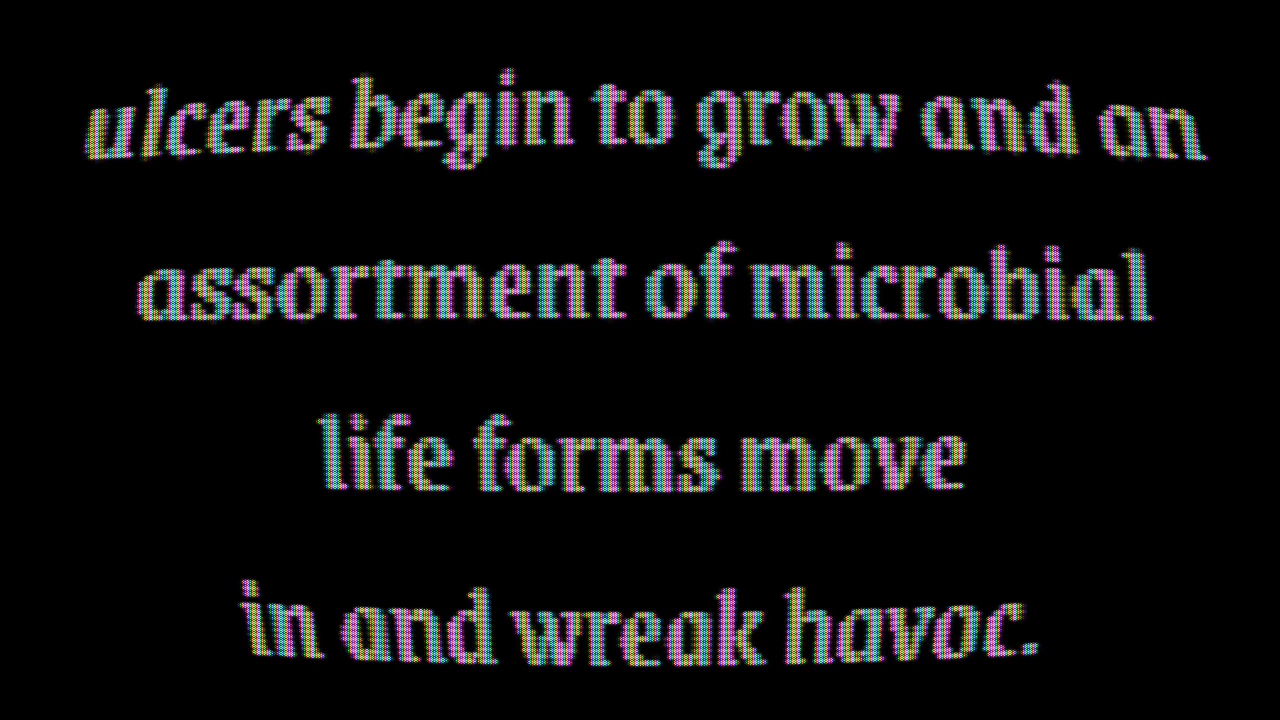 ulcers begin to grow and an
assortment of microbial
life forms move
in and wreak havoc.